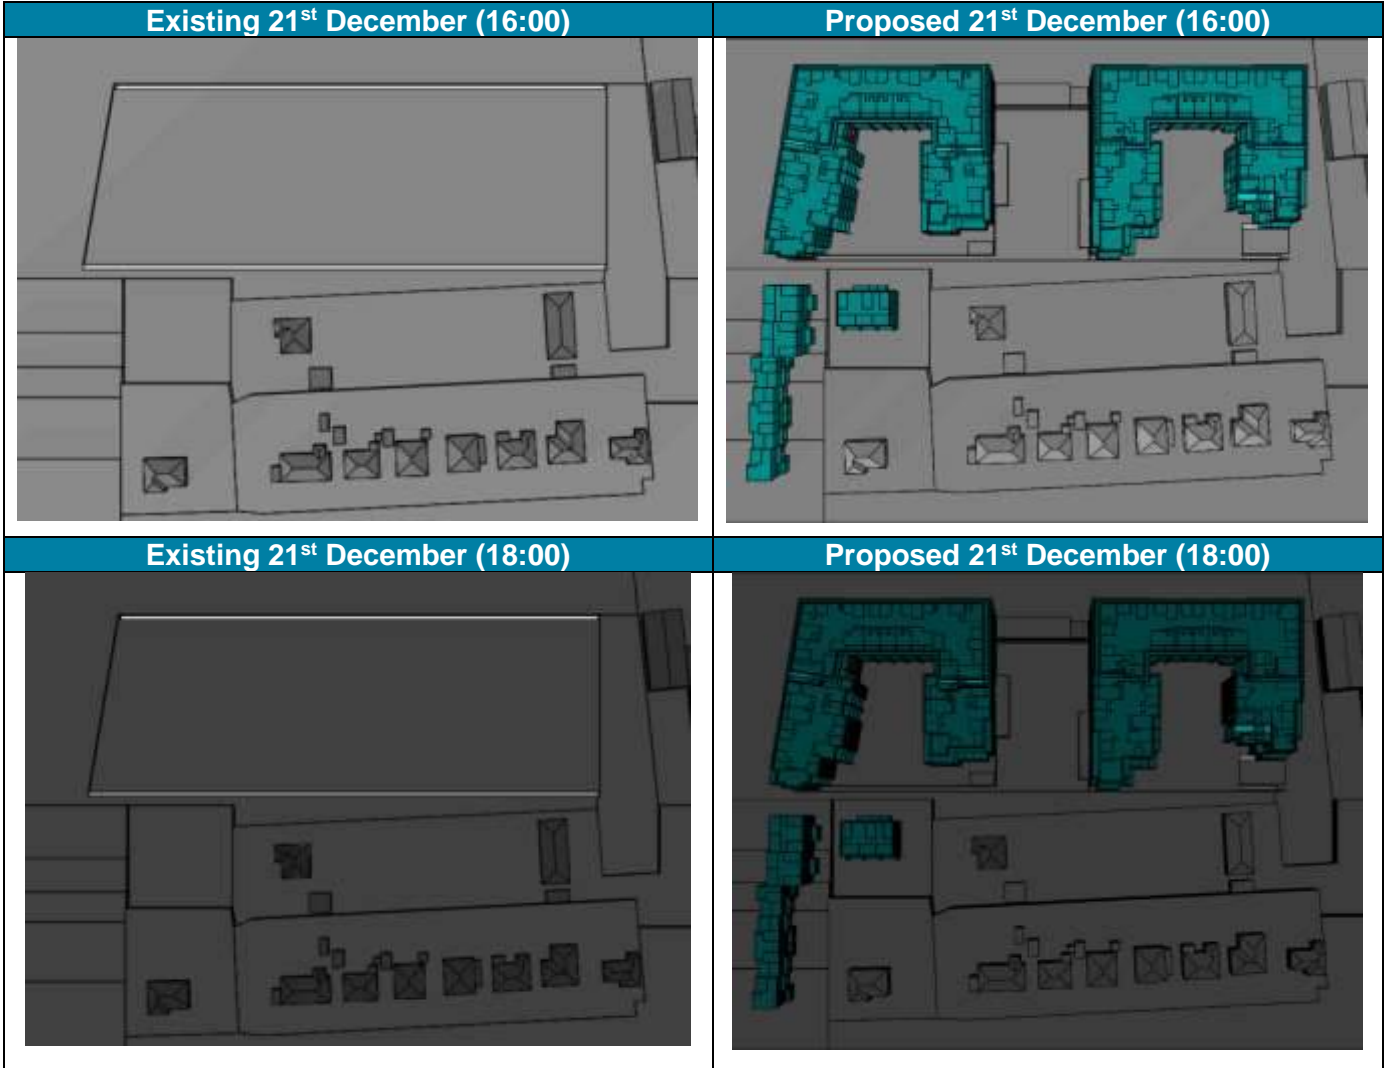 Existing 21st December (16:00)
Proposed 21st December (16:00)
Existing 21st December (18:00)
Proposed 21st December (18:00)